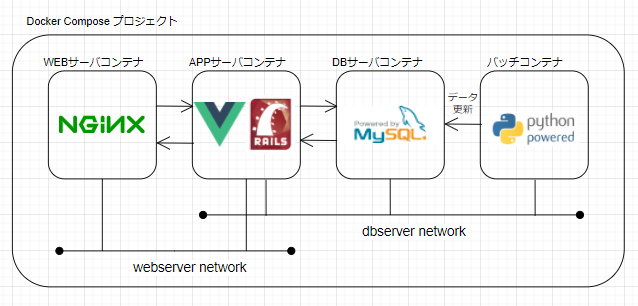 Docker Compose プロジェクト
WEBサーバコンテナ
APPサーバコンテナ
DBサーバコンテナ
バッチコンテナ
NGiNX
RAILS
Powered by
MySQL®
データ
更新
python
powered
dbserver network
webserver network